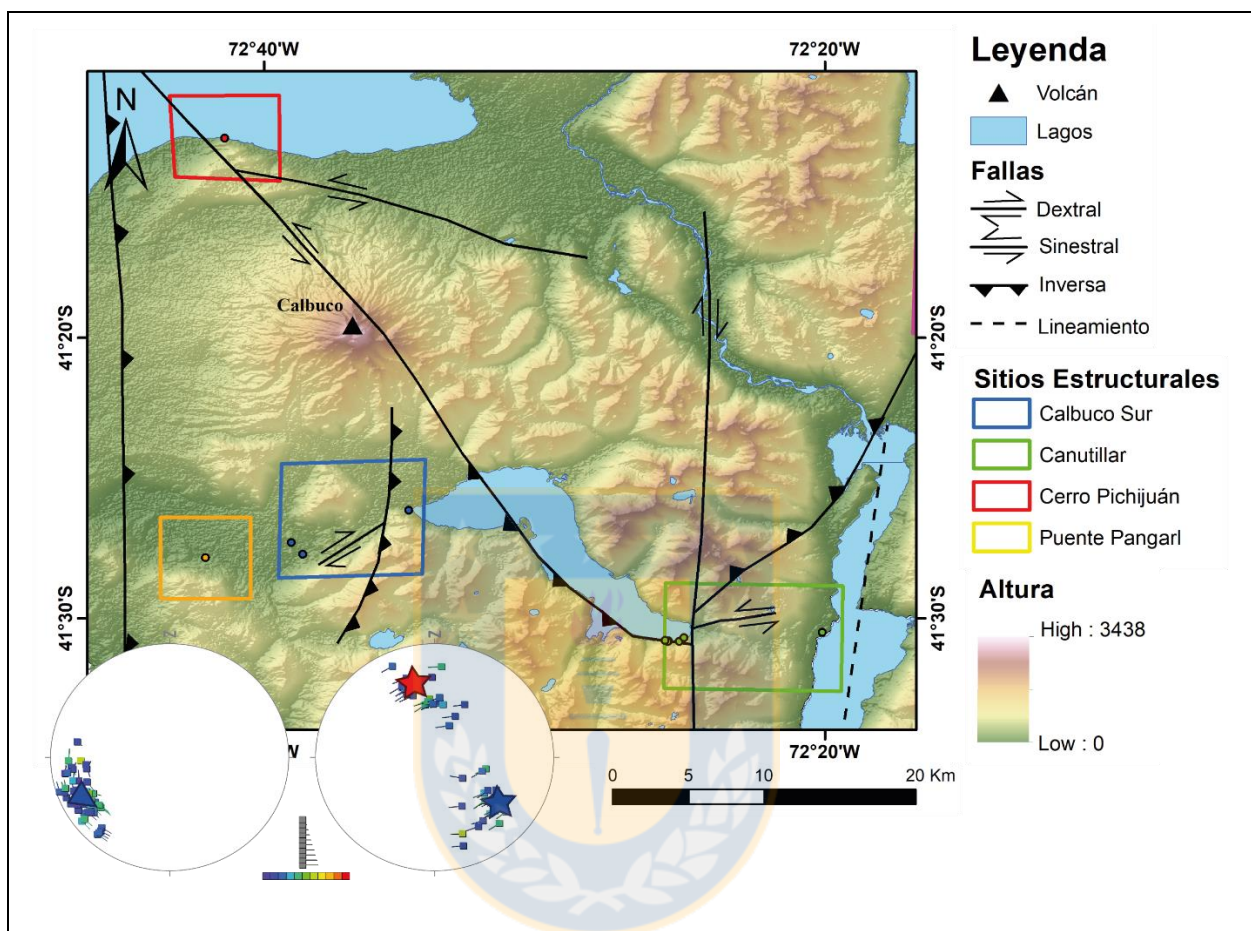 72°40'W
72°20'W
Leyenda
Volcán
Lagos
Fallas
Dextral
Sinestral
Inversa
Lineamiento
Sitios Estructurales
Calbuco Sur
Canutillar
Cerro Pichijuán
Puente Pangarl
Altura
High : 3438
Low : 0
N
Calbuco
41°20'S
41°20'S
41°30'S
41°30'S
N
N
°W
72°20'W
0
5
10
20 Km